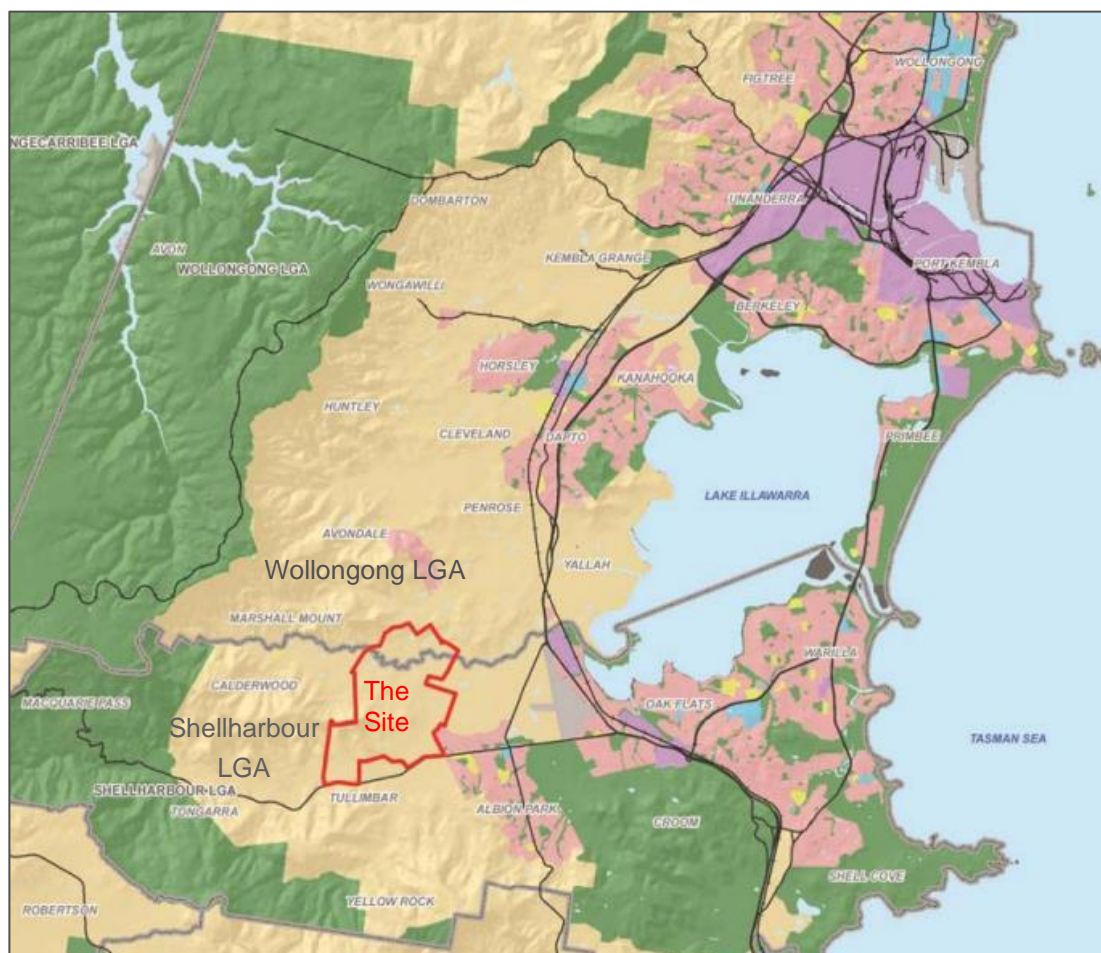 WOLLONGONG
FIGTREE
NGECARRIBEE LGA
DOMBARTON
UNANDERRA
AVON
WOLLONGONG LGA
KEMBLA GRANGE
PORT KEMBLA
WONGAWILLI
BERKELEY
HORSLEY
KANAHOOKA
HUNTLEY
CLEVELAND
DAPTO
PRIMBEE
LAKE ILLAWARRA
PENROSE
AVONDALE
YALLAH
Wollongong LGA
MARSHALL MOUNT
WARILLA
CALDERWOOD
The
Site
MACQUARIE PASS
OAK FLATS
Shellharbour
LGA
TASMAN SEA
SHELLHARBOUR LGA
TULLIMBAR
TONGARRA
ALBION PARK
CROOM
SHELL COVE
YELLOW ROCK
ROBERTSON